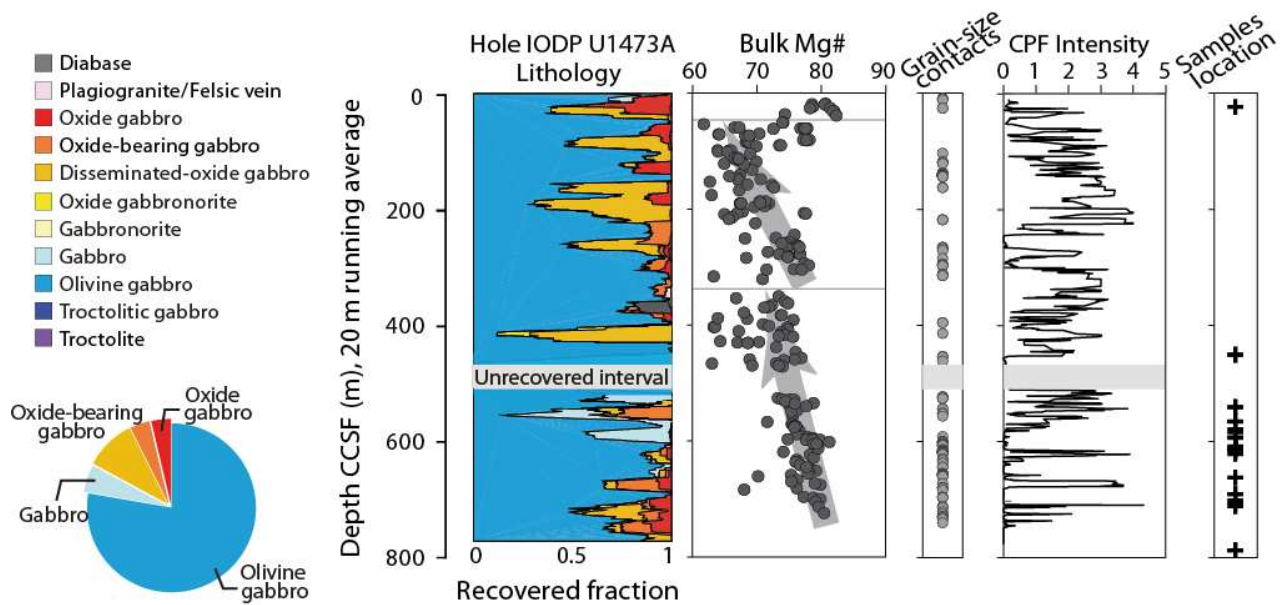 Diabase
Plagiogranite/Felsic vein
Oxide gabbro
Oxide-bearing gabbro
Disseminated-oxide gabbro
Oxide gabbronorite
Gabbronorite
Gabbro
Olivine gabbro
Troctolitic gabbro
Troctolite
Oxide-bearing
gabbro
Oxide
gabbro
Gabbro
Olivine
gabbro
Depth CCSF (m), 20 m running average
0
200
400
600
800
Hole IODP U1473A
Lithology
Unrecovered interval
0 0.5 1
Recovered fraction
Bulk Mg#
60 70 80 90
Grain-size
contacts
CPF Intensity
0 1 2 3 4 5
Samples
location